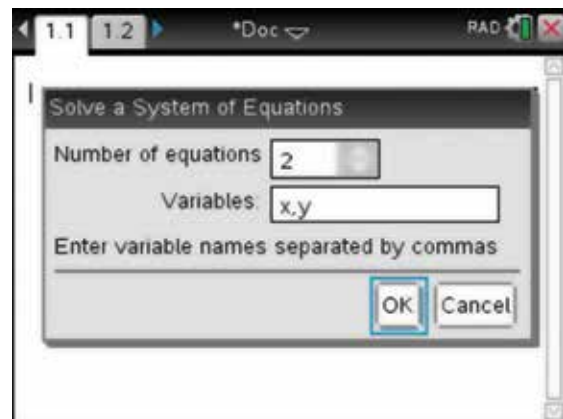 1.1 1.2 *Doc RAD
Solve a System of Equations
Number of equations 2
Variables: x,y
Enter variable names separated by commas
OK Cancel